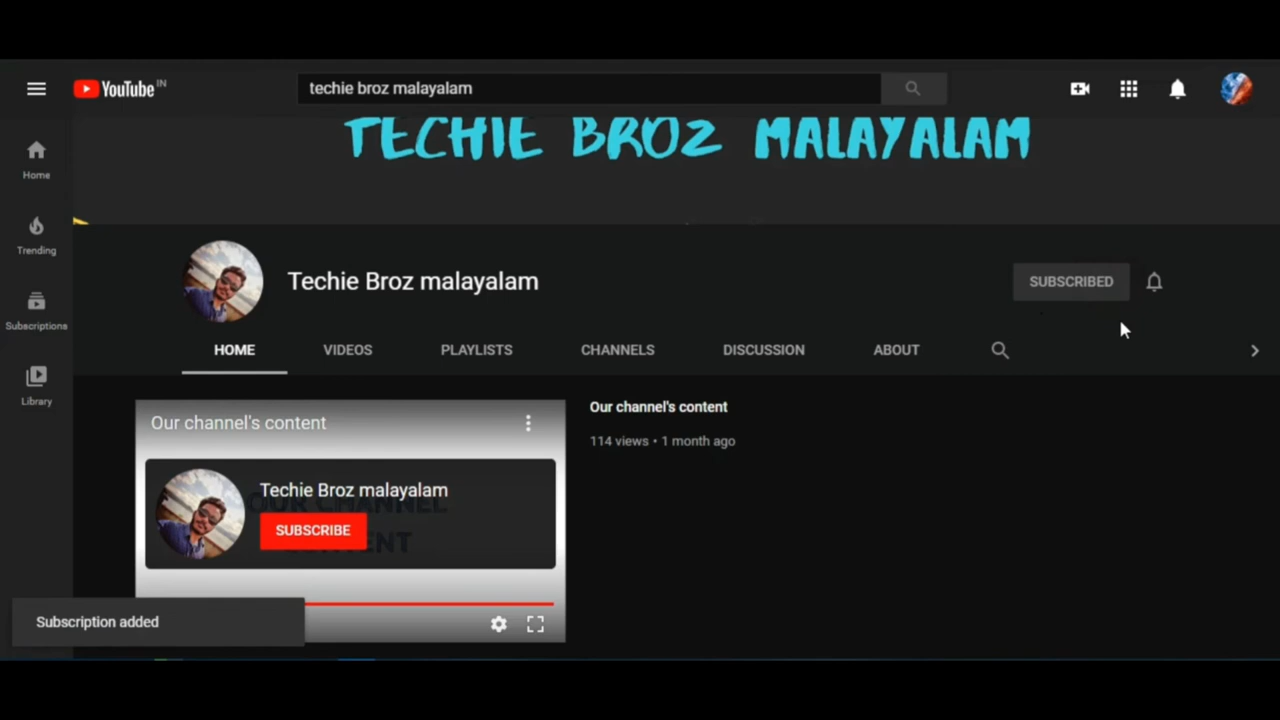 YouTube IN
techie broz malayalam
TECHIE BROZ MALAYALAM
Home
Trending
Subscriptions
Library
Techie Broz malayalam
SUBSCRIBED
HOME VIDEOS PLAYLISTS CHANNELS DISCUSSION ABOUT
Our channel's content
Techie Broz malayalam
SUBSCRIBE
Our channel's content
114 views • 1 month ago
Subscription added